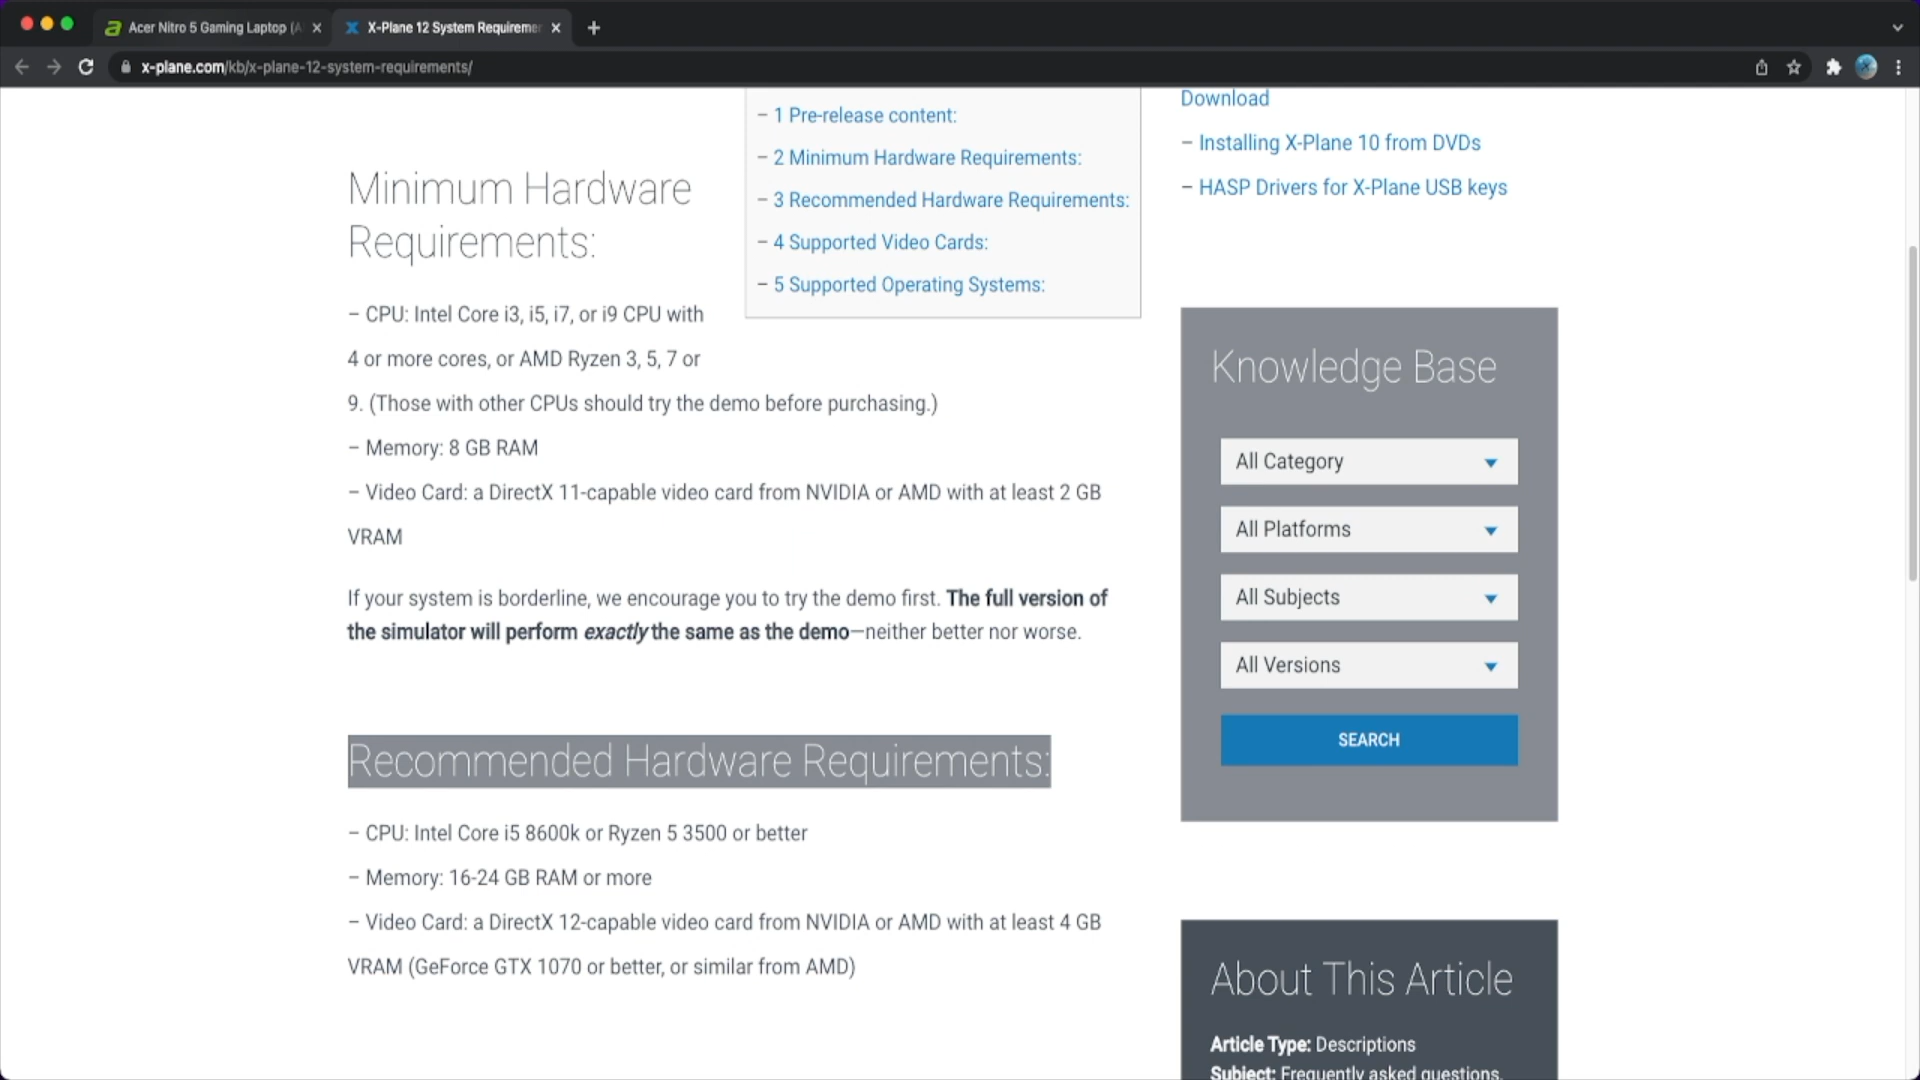 Acer Nitro 5 Gaming Laptop (A
X-Plane 12 System Requireme
x-plane.com/kb/x-plane-12-system-requirements/
– 1 Pre-release content:
– 2 Minimum Hardware Requirements:
– 3 Recommended Hardware Requirements:
– 4 Supported Video Cards:
– 5 Supported Operating Systems:
Minimum Hardware
Requirements:
– CPU: Intel Core i3, i5, i7, or i9 CPU with
4 or more cores, or AMD Ryzen 3, 5, 7 or
9. (Those with other CPUs should try the demo before purchasing.)
– Memory: 8 GB RAM
– Video Card: a DirectX 11-capable video card from NVIDIA or AMD with at least 2 GB
VRAM
If your system is borderline, we encourage you to try the demo first. The full version of
the simulator will perform exactly the same as the demo—neither better nor worse.
Recommended Hardware Requirements:
– CPU: Intel Core i5 8600k or Ryzen 5 3500 or better
– Memory: 16-24 GB RAM or more
– Video Card: a DirectX 12-capable video card from NVIDIA or AMD with at least 4 GB
VRAM (GeForce GTX 1070 or better, or similar from AMD)
Download
– Installing X-Plane 10 from DVDs
– HASP Drivers for X-Plane USB keys
Knowledge Base
All Category
All Platforms
All Subjects
All Versions
SEARCH
About This Article
Article Type: Descriptions
Subject: Frequently asked questions,